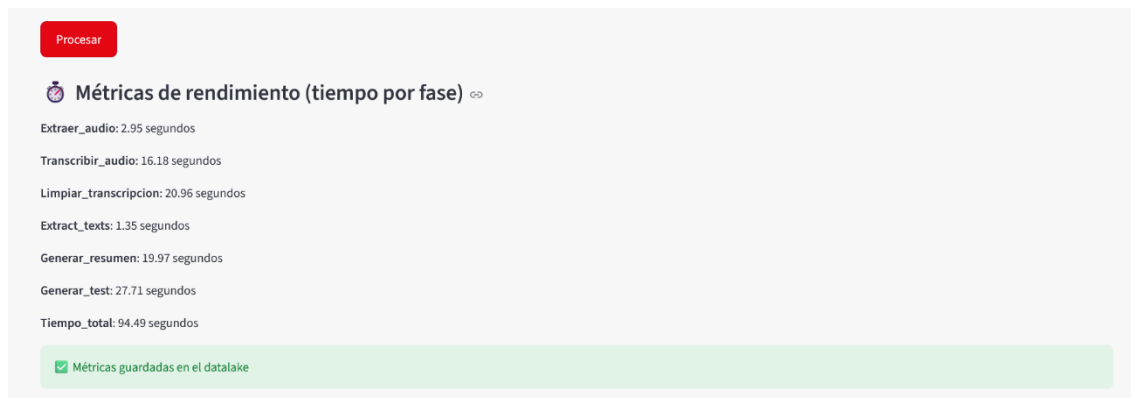 Procesar
Métricas de rendimiento (tiempo por fase)
Extraer_audio: 2.95 segundos
Transcribir_audio: 16.18 segundos
Limpiar_transcripcion: 20.96 segundos
Extract_texts: 1.35 segundos
Generar_resumen: 19.97 segundos
Generar_test: 27.71 segundos
Tiempo_total: 94.49 segundos
Métricas guardadas en el datalake